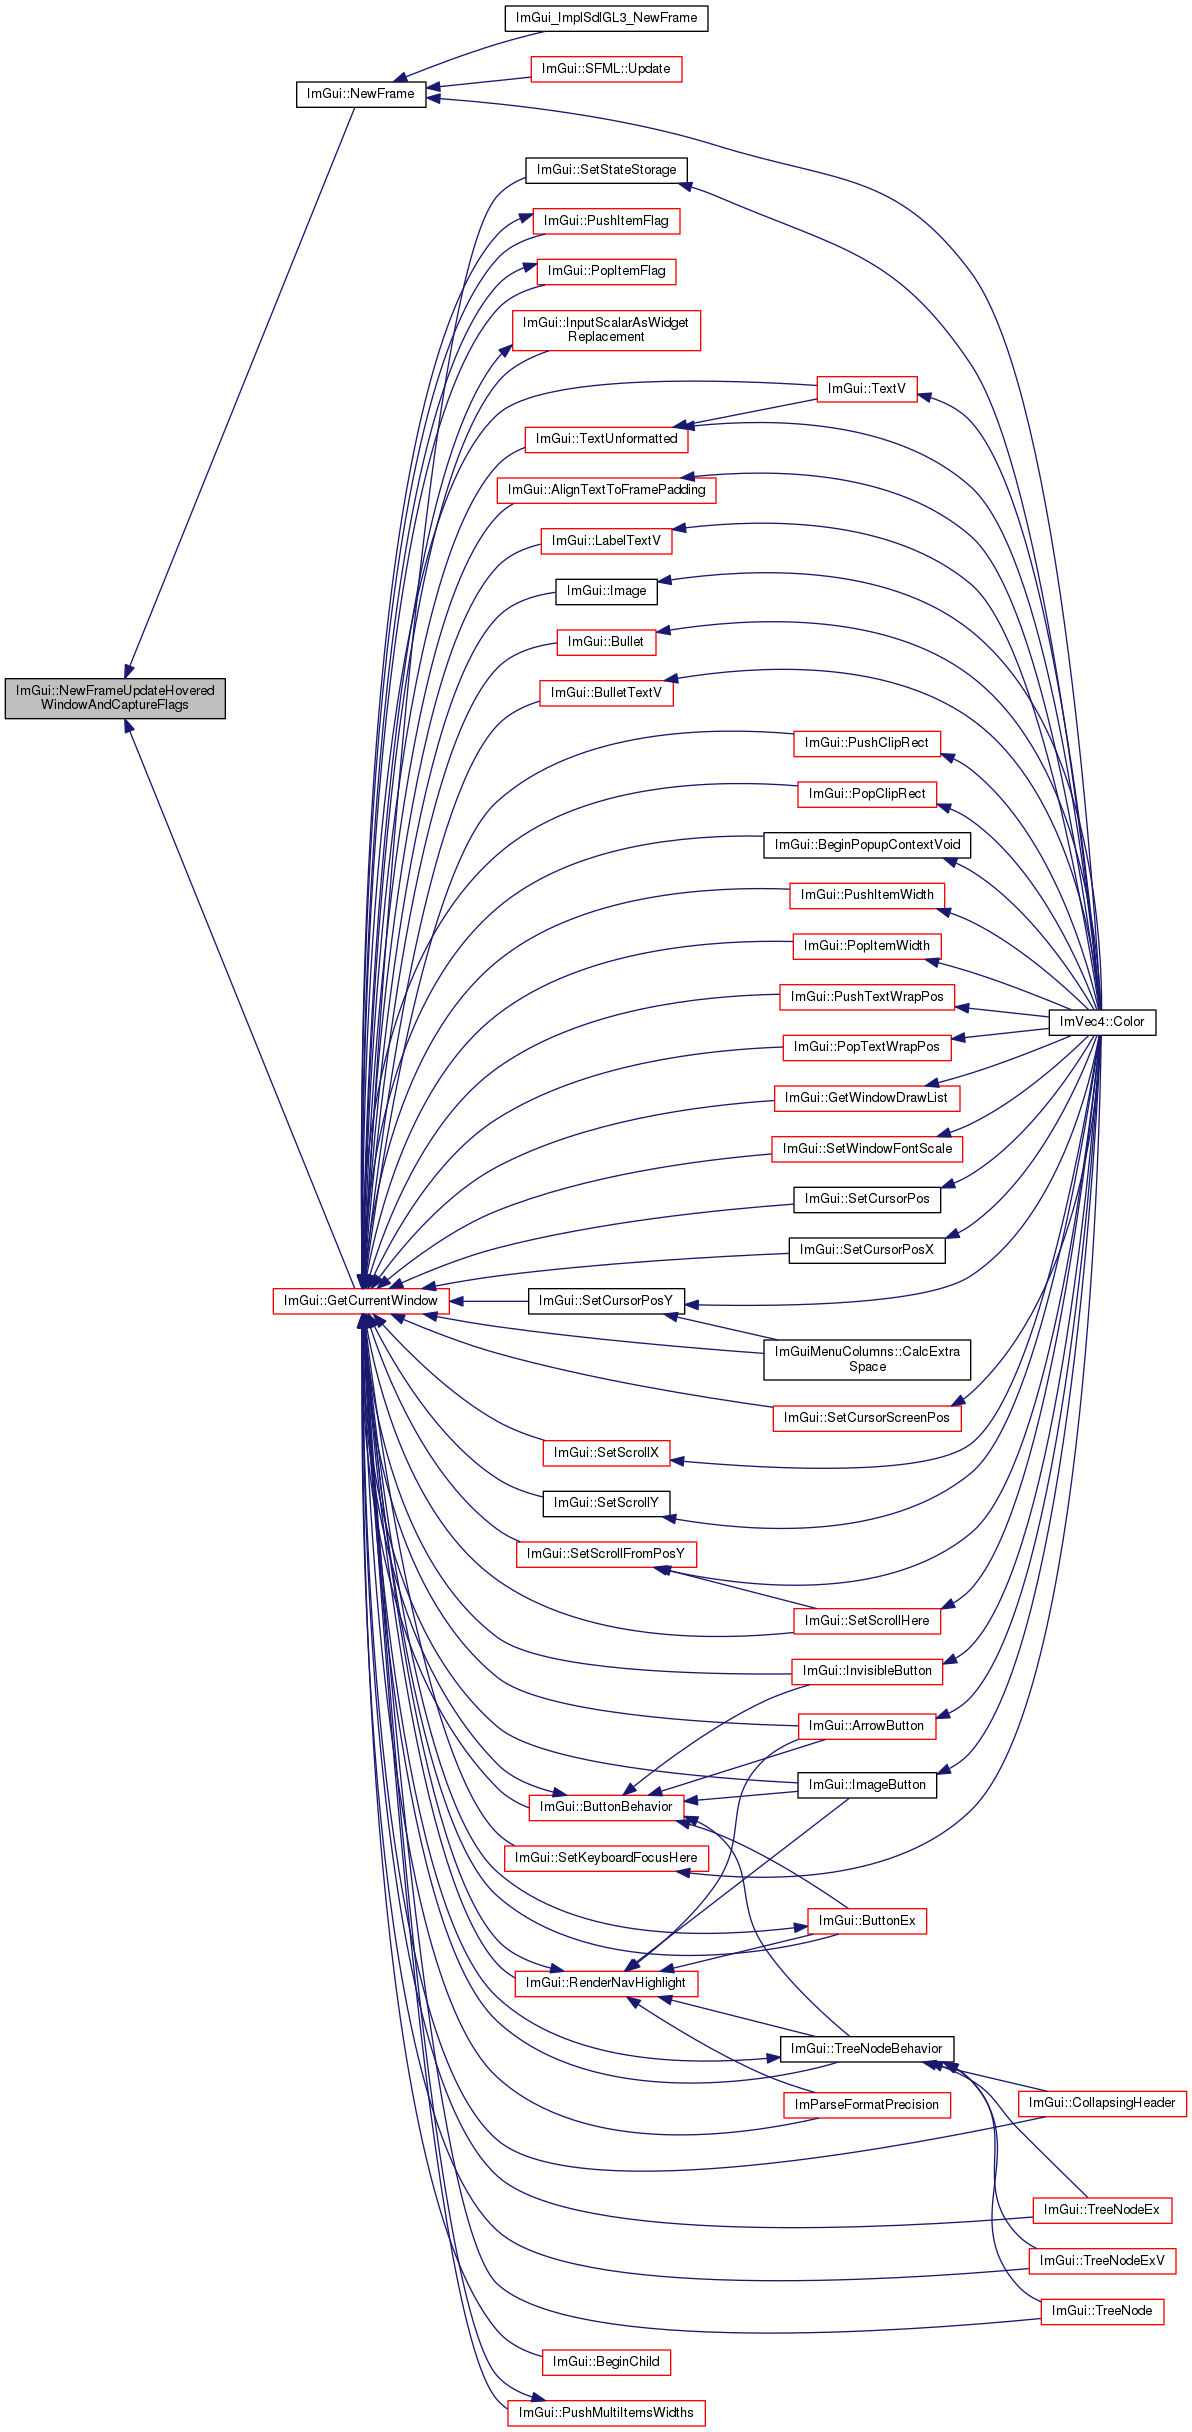 ImGui_ImplSdlGL3_NewFrame
ImGui::SFML::Update
ImGui::NewFrame
ImGui::SetStateStorage
ImGui::PushItemFlag
ImGui::PopItemFlag
ImGui::InputScalarAsWidget
Replacement
ImGui::TextV
ImGui::TextUnformatted
ImGui::AlignTextToFramePadding
ImGui::LabelTextV
ImGui::Image
ImGui::Bullet
ImGui::BulletTextV
ImGui::NewFrameUpdateHovered
WindowAndCaptureFlags
ImGui::PushClipRect
ImGui::PopClipRect
ImGui::BeginPopupContextVoid
ImGui::PushItemWidth
ImGui::PopItemWidth
ImGui::PushTextWrapPos
ImVec4::Color
ImGui::PopTextWrapPos
ImGui::GetWindowDrawList
ImGui::SetWindowFontScale
ImGui::SetCursorPos
ImGui::SetCursorPosX
ImGui::GetCurrentWindow
ImGui::SetCursorPosY
ImGuiMenuColumns::CalcExtra
Space
ImGui::SetCursorScreenPos
ImGui::SetScrollX
ImGui::SetScrollY
ImGui::SetScrollFromPosY
ImGui::SetScrollHere
ImGui::InvisibleButton
ImGui::ArrowButton
ImGui::ImageButton
ImGui::ButtonBehavior
ImGui::SetKeyboardFocusHere
ImGui::ButtonEx
ImGui::RenderNavHighlight
ImGui::TreeNodeBehavior
ImParseFormatPrecision
ImGui::CollapsingHeader
ImGui::TreeNodeEx
ImGui::TreeNodeExV
ImGui::TreeNode
ImGui::BeginChild
ImGui::PushMultiItemsWidths